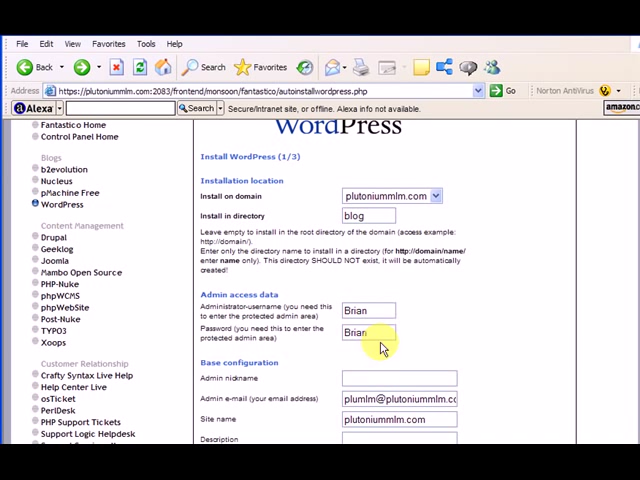 File Edit View Favorites Tools Help
Back Search Favorites
Address https://plutoniummlm.com:2083/frontend/monsoon/fantastico/autoinstallwordpress.php Go Norton AntiVirus
Alexa Search Secure/Intranet site, or offline. Alexa info not available. amazon.c
Fantastico Home
Control Panel Home
Blogs
b2evolution
Nucleus
pMachine Free
WordPress
Content Management
Drupal
Geeklog
Joomla
Mambo Open Source
PHP-Nuke
phpWCMS
phpWebSite
Post-Nuke
TYPO3
Xoops
Customer Relationship
Crafty Syntax Live Help
Help Center Live
osTicket
PerlDesk
PHP Support Tickets
Support Logic Helpdesk
WORDPRESS
Install WordPress (1/3)
Installation location
Install on domain plutoniummlm.com
Install in directory blog
Leave empty to install in the root directory of the domain (access example:
http://domain/).
Enter only the directory name to install in a directory (for http://domain/name/
enter name only). This directory SHOULD NOT exist, it will be automatically
created!
Admin access data
Administrator-username (you need this
to enter the protected admin area) Brian
Password (you need this to enter the
protected admin area) Brian
Base configuration
Admin nickname
Admin e-mail (your email address) plumlm@plutoniummlm.co
Site name plutoniummlm.com
Description